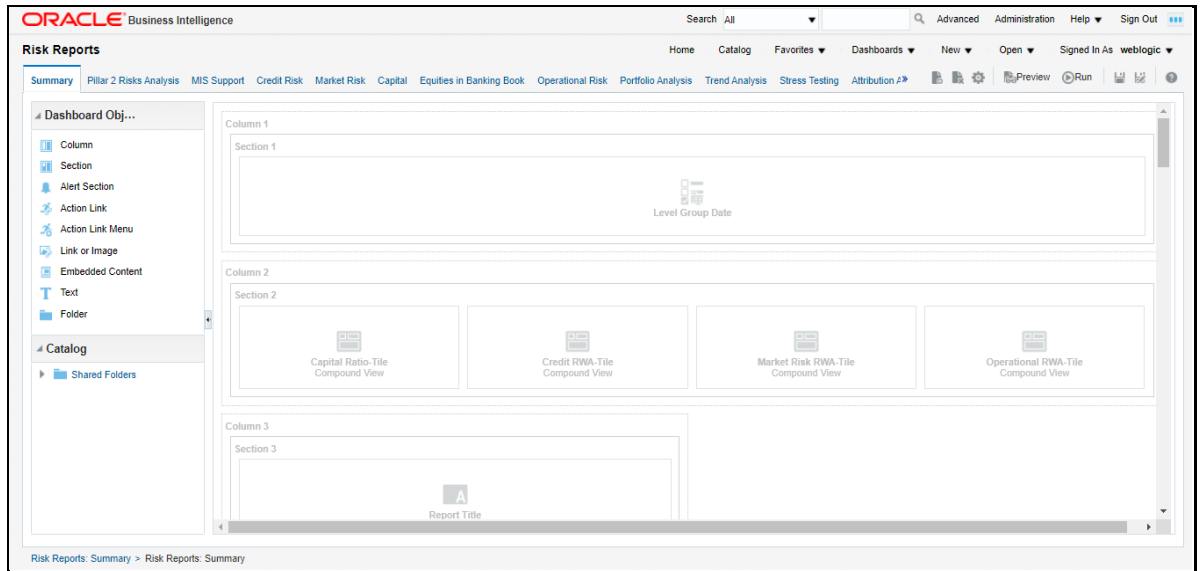 ORACLE Business Intelligence Search All Advanced Administration Help Sign Out
Risk Reports Home Catalog Favorites Dashboards New Open Signed In As weblogic
Summary Pillar 2 Risks Analysis MIS Support Credit Risk Market Risk Capital Equities in Banking Book Operational Risk Portfolio Analysis Trend Analysis Stress Testing Attribution A» Preview Run
Dashboard Obj...
Column
Section
Alert Section
Action Link
Action Link Menu
Link or Image
Embedded Content
Text
Folder
Catalog
Shared Folders
Column 1
Section 1
Level Group Date
Column 2
Section 2
Capital Ratio-Tile
Compound View
Credit RWA-Tile
Compound View
Market Risk RWA-Tile
Compound View
Operational RWA-Tile
Compound View
Column 3
Section 3
Report Title
Risk Reports: Summary > Risk Reports: Summary